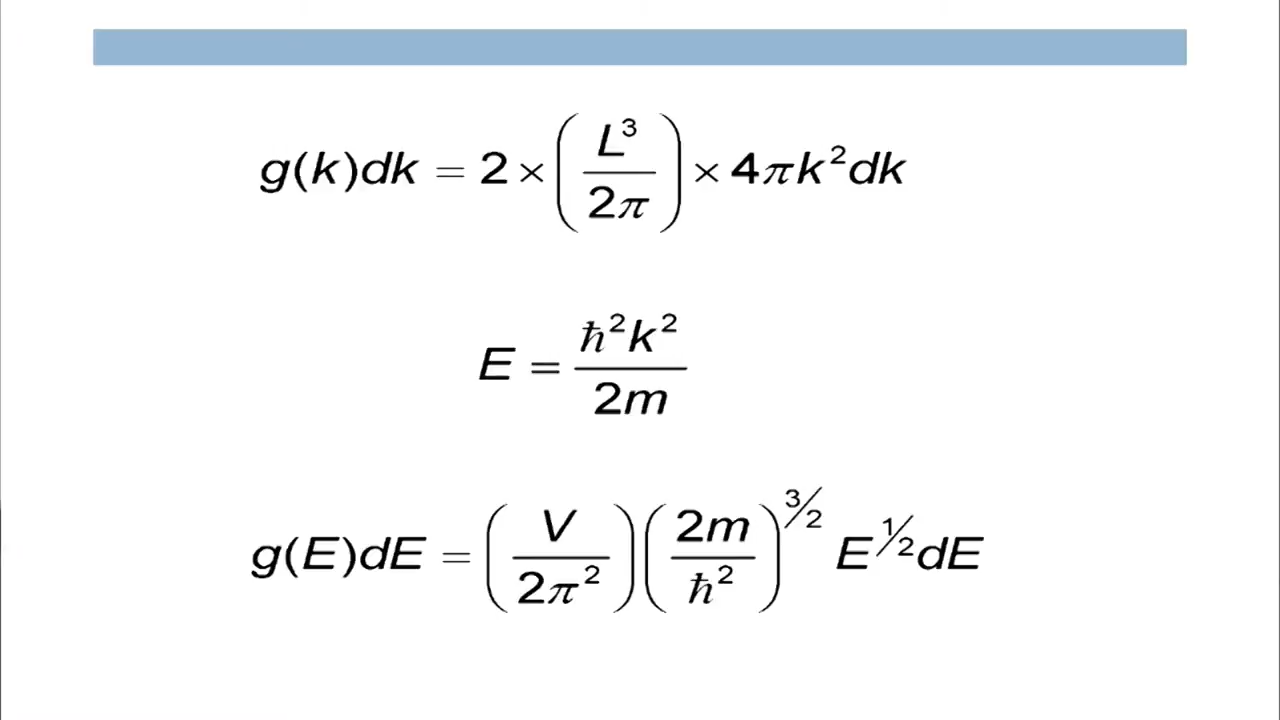 g(k)dk = 2 × (L³/2π) × 4πk²dk
E = ħ²k²/2m
g(E)dE = (V/2π²)(2m/ħ²)^3/2 E^1/2 dE